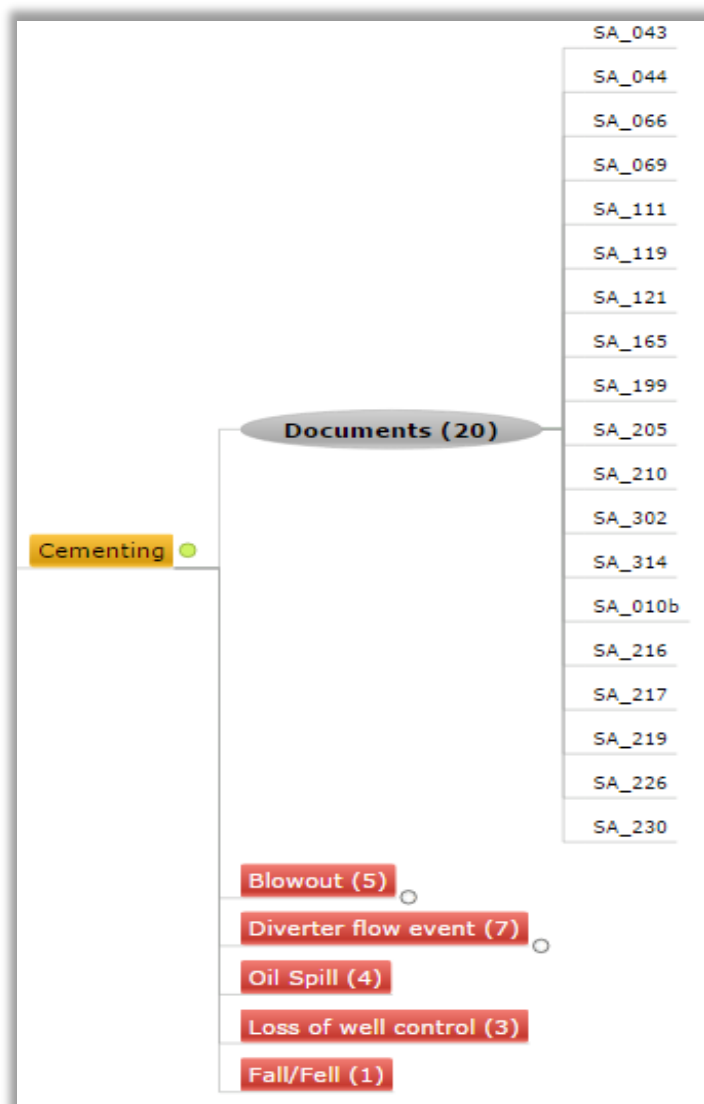 SA_043
SA_044
SA_066
SA_069
SA_111
SA_119
SA_121
SA_165
SA_199
Documents (20)
SA_205
SA_210
SA_302
Cementing
SA_314
SA_010b
SA_216
SA_217
SA_219
SA_226
SA_230
Blowout (5)
Diverter flow event (7)
Oil Spill (4)
Loss of well control (3)
Fall/Fell (1)